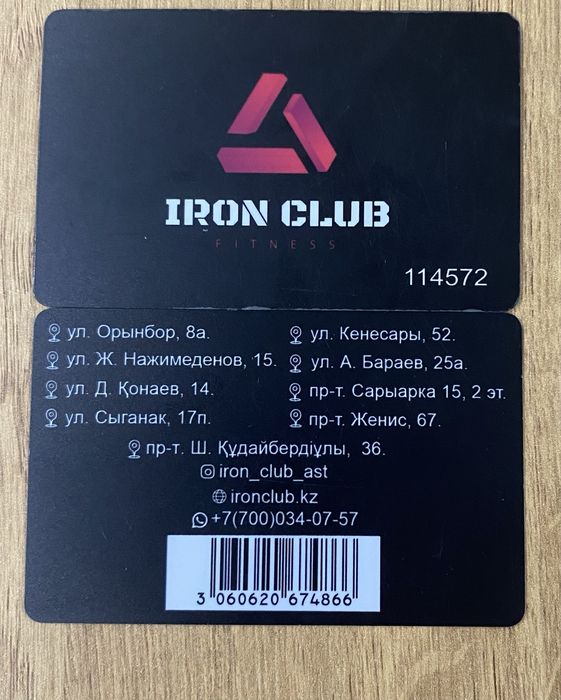 IRON CLUB
FITNESS
114572
ул. Орынбор, 8а. ул. Кенесары, 52.
ул. Ж. Нажимеденов, 15. ул. А. Бараев, 25а.
ул. Д. Қонаев, 14. пр-т. Сарыарка 15, 2 эт.
ул. Сыганак, 17п. пр-т. Женис, 67.
пр-т. Ш. Құдайбердіұлы, 36.
iron_club_ast
ironclub.kz
+7(700)034-07-57
3 060620 674866